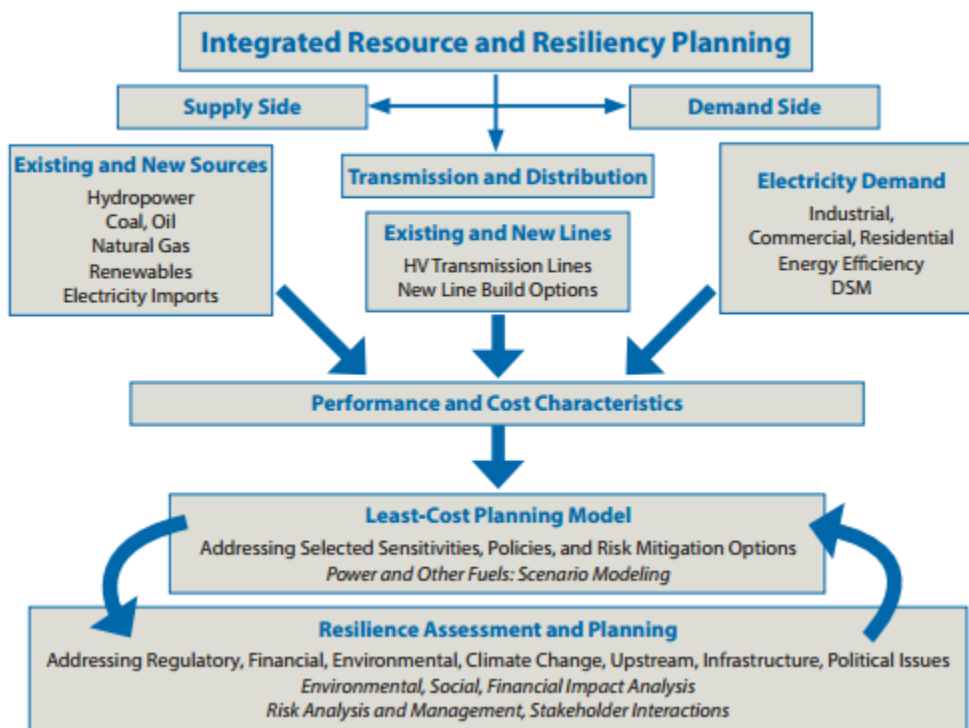 Integrated Resource and Resiliency Planning
Supply Side
Demand Side
Existing and New Sources
Hydropower
Coal, Oil
Natural Gas
Renewables
Electricity Imports
Transmission and Distribution
Existing and New Lines
HV Transmission Lines
New Line Build Options
Electricity Demand
Industrial,
Commercial, Residential
Energy Efficiency
DSM
Performance and Cost Characteristics
Least-Cost Planning Model
Addressing Selected Sensitivities, Policies, and Risk Mitigation Options
Power and Other Fuels: Scenario Modeling
Resilience Assessment and Planning
Addressing Regulatory, Financial, Environmental, Climate Change, Upstream, Infrastructure, Political Issues
Environmental, Social, Financial Impact Analysis
Risk Analysis and Management, Stakeholder Interactions